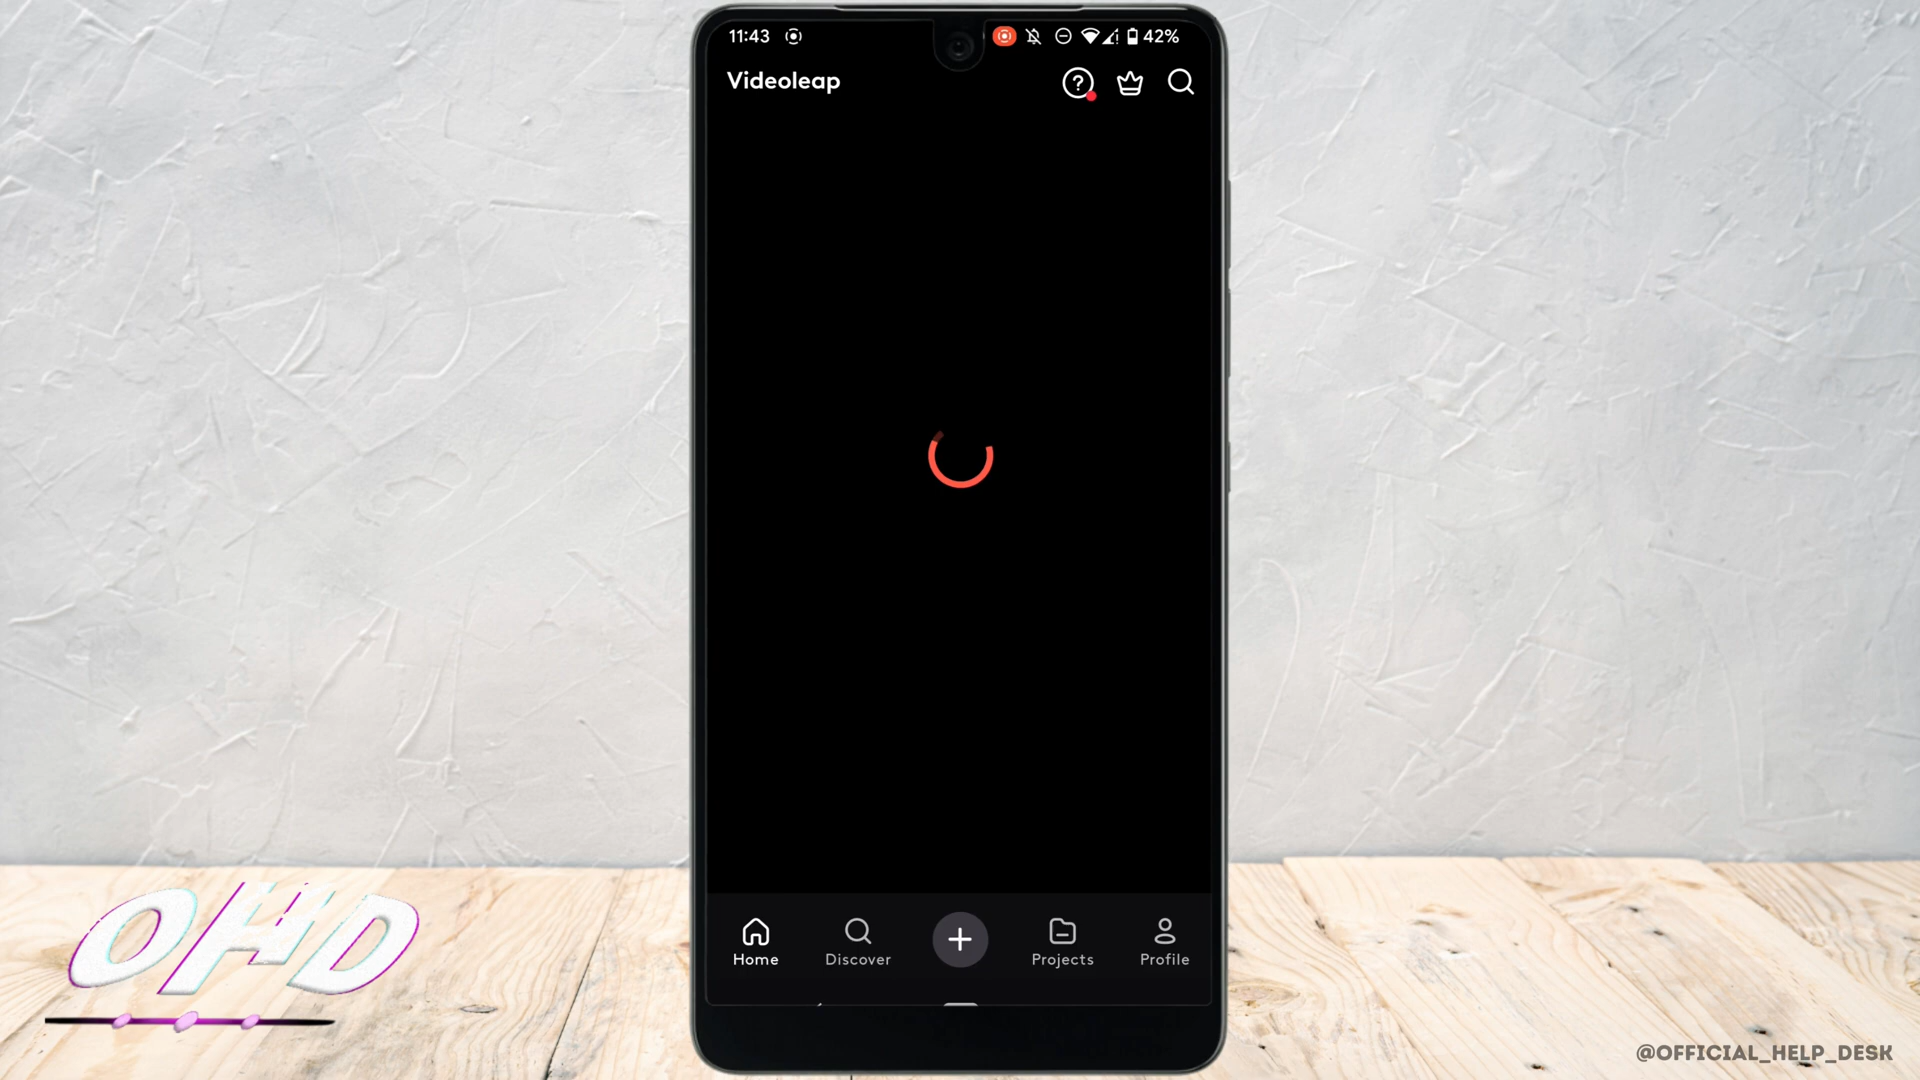 11:43
42%
Videoleap
Home
Discover
Projects
Profile
OHD
@OFFICIAL_HELP_DESK